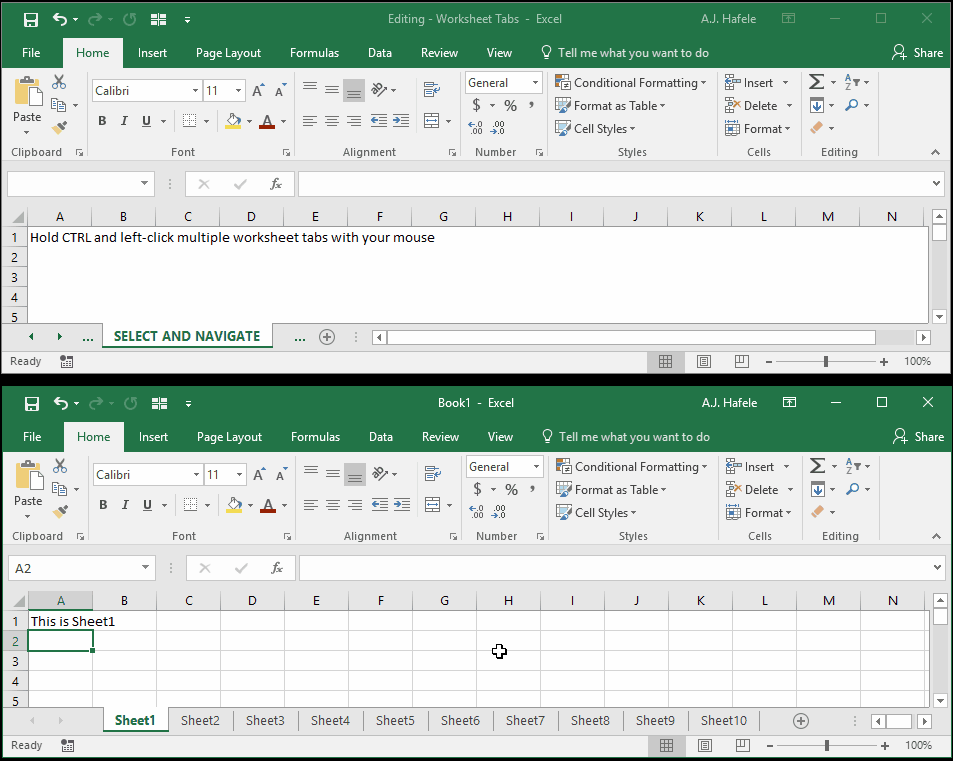 Editing - Worksheet Tabs - Excel A.J. Hafele
File Home Insert Page Layout Formulas Data Review View Tell me what you want to do Share
Calibri 11 General Conditional Formatting Insert
Paste B I U $ % , Format as Table Delete
.00 .0 Cell Styles Format
Clipboard Font Alignment Number Styles Cells Editing
fx
A B C D E F G H I J K L M N
1 Hold CTRL and left-click multiple worksheet tabs with your mouse
2
3
4
5
... SELECT AND NAVIGATE ...
Ready 100%
Book1 - Excel A.J. Hafele
File Home Insert Page Layout Formulas Data Review View Tell me what you want to do Share
Calibri 11 General Conditional Formatting Insert
Paste B I U $ % , Format as Table Delete
.00 .0 Cell Styles Format
Clipboard Font Alignment Number Styles Cells Editing
A2 fx
A B C D E F G H I J K L M N
1 This is Sheet1
2
3
4
5
Sheet1 Sheet2 Sheet3 Sheet4 Sheet5 Sheet6 Sheet7 Sheet8 Sheet9 Sheet10
Ready 100%